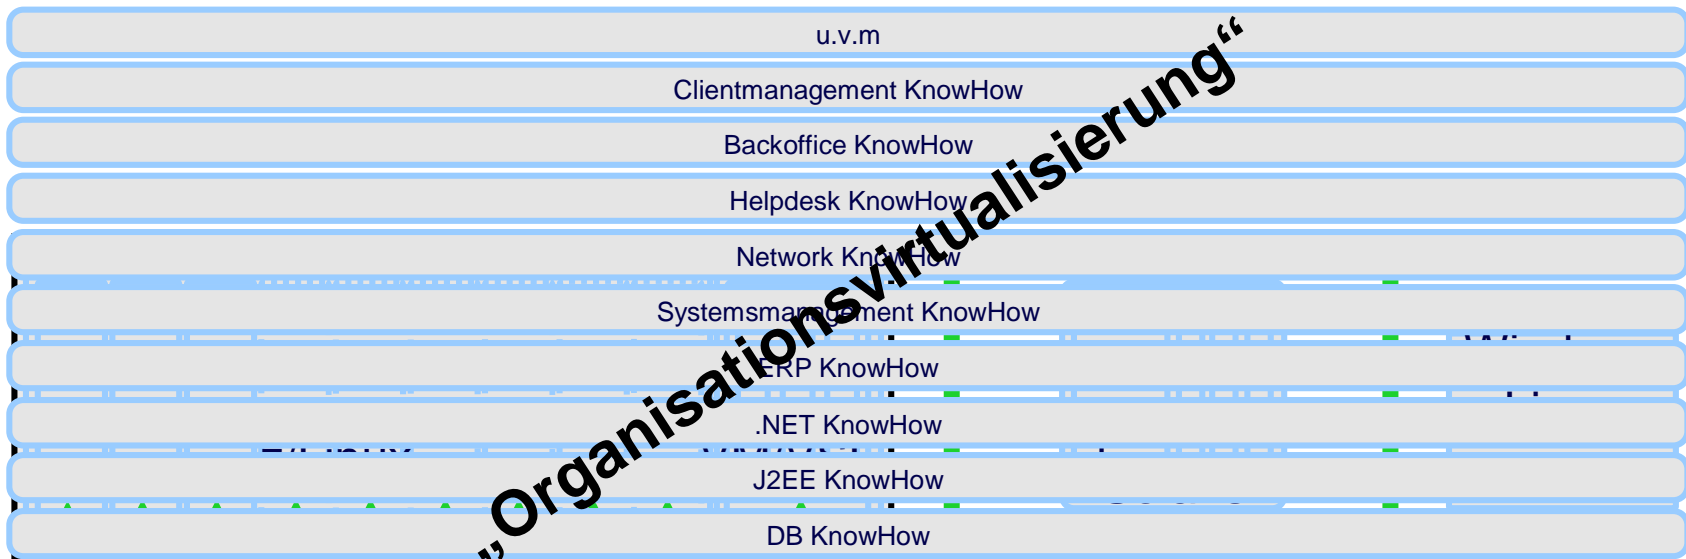 u.v.m
Clientmanagement KnowHow
Backoffice KnowHow
Helpdesk KnowHow
Network KnowHow
Systemsmanagement KnowHow
ERP KnowHow
.NET KnowHow
J2EE KnowHow
DB KnowHow
„Organisationsvirtualisierung“